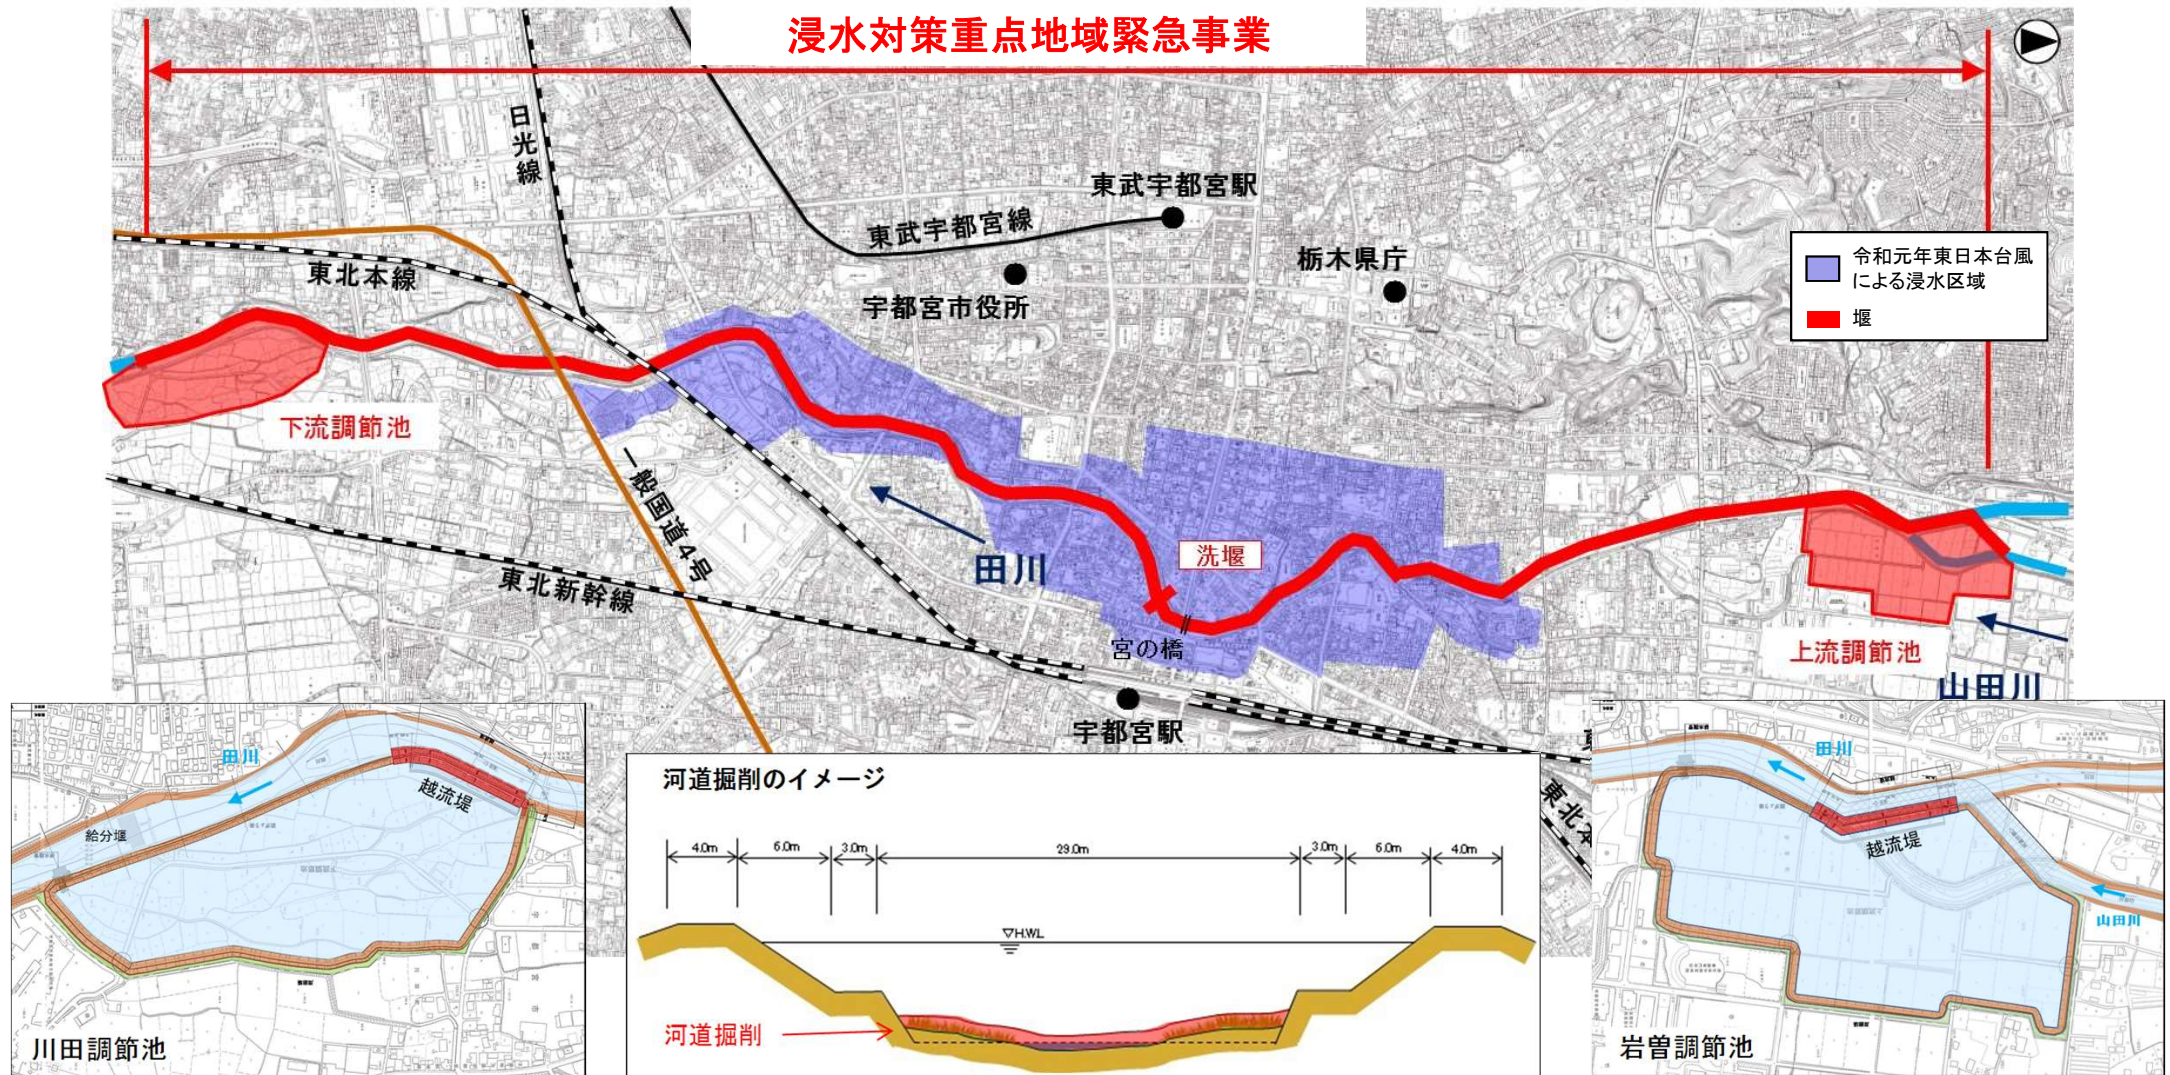 浸水対策重点地域緊急事業
日光線
東武宇都宮駅
東武宇都宮線
栃木県庁
宇都宮市役所
東北本線
令和元年東日本台風
による浸水区域
堰
下流調節池
一般国道4号
田川
洗堰
東北新幹線
宮の橋
上流調節池
山田川
宇都宮駅
東北本
田川
越流堤
給分堰
川田調節池
河道掘削のイメージ
4.0m
6.0m
3.0m
29.0m
3.0m
6.0m
4.0m
▽H.WL
河道掘削
田川
越流堤
山田川
岩曽調節池